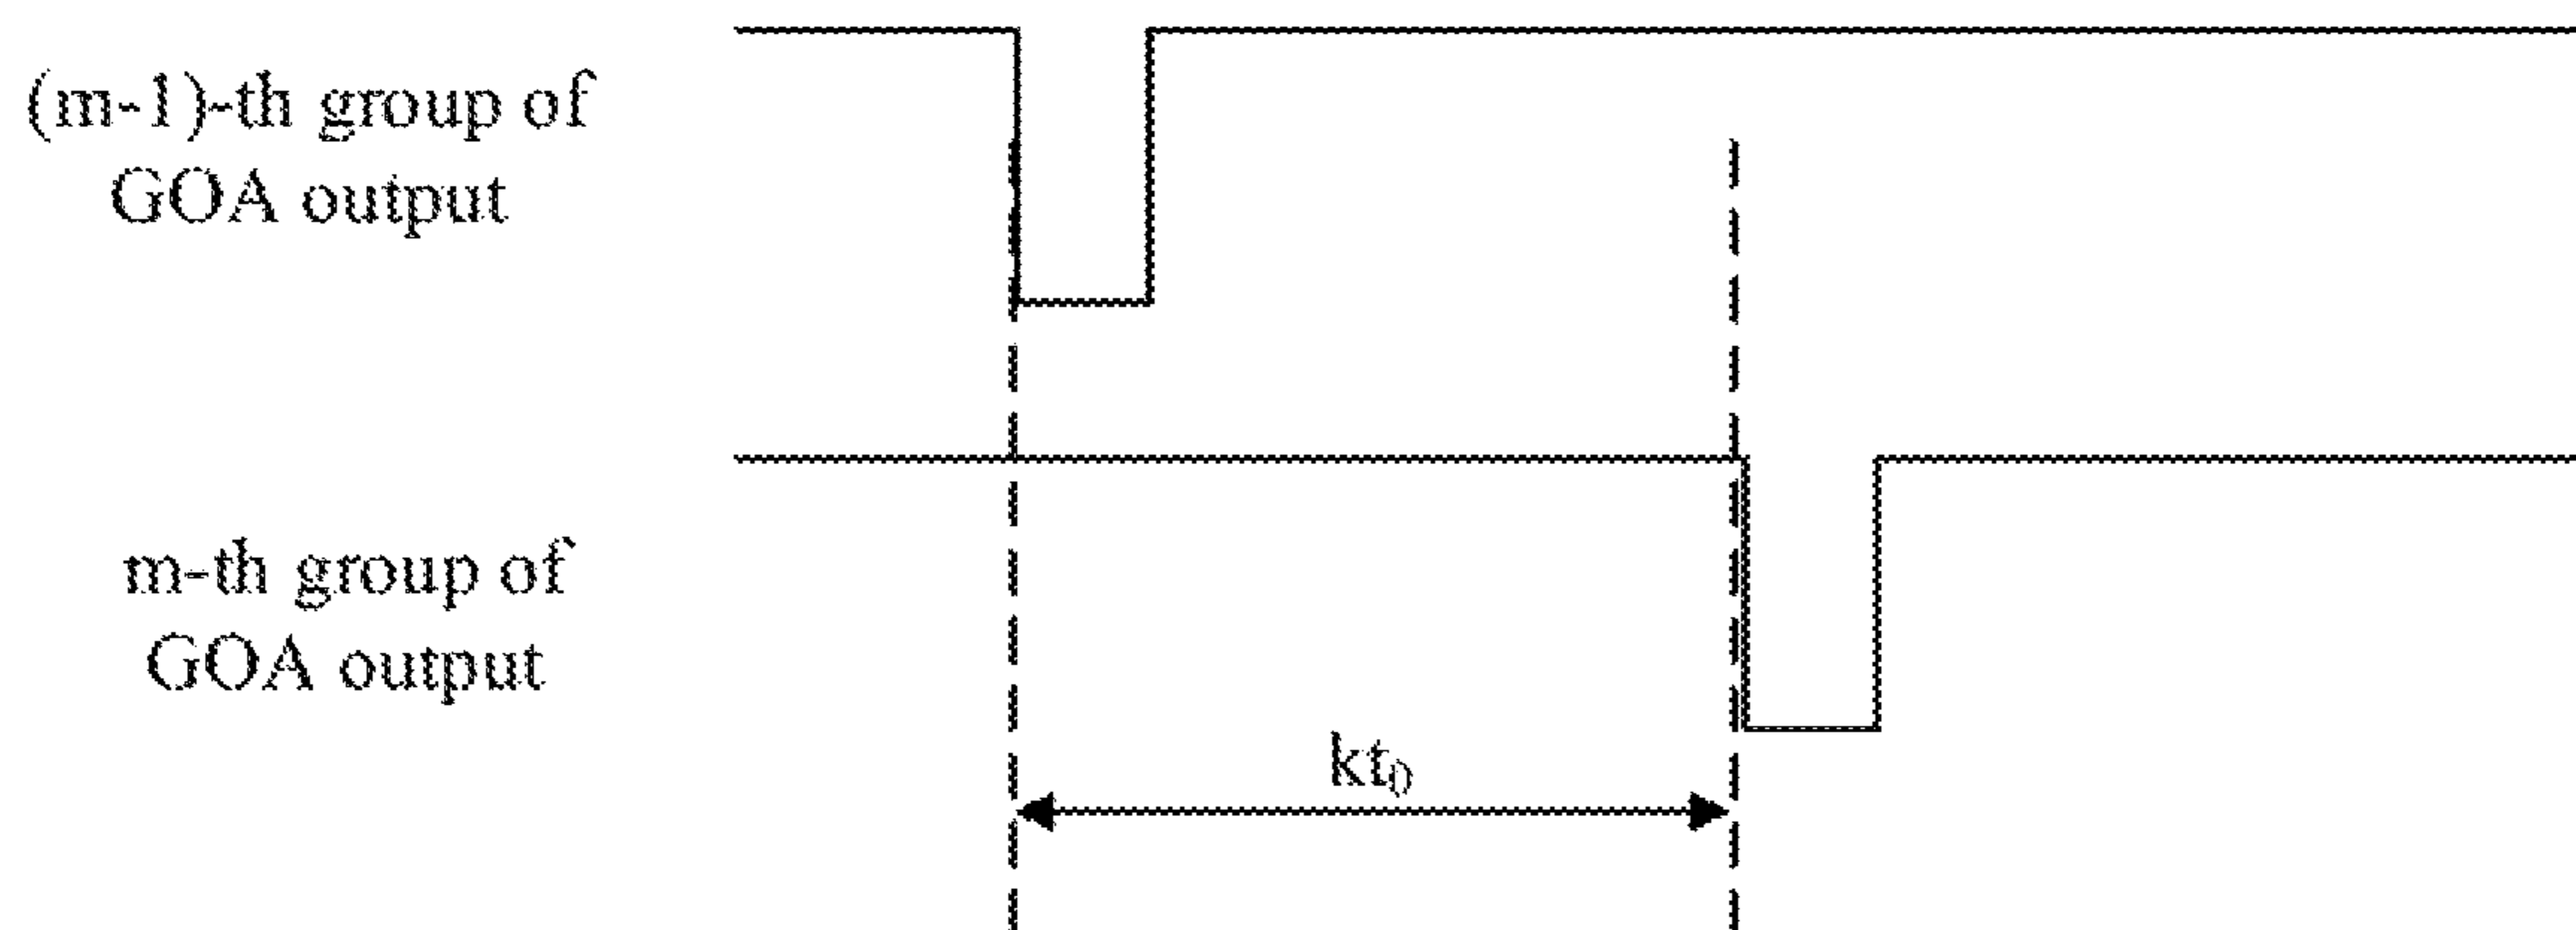 (m-1)-th group of
GOA output
m-th group of
GOA output
kt₀